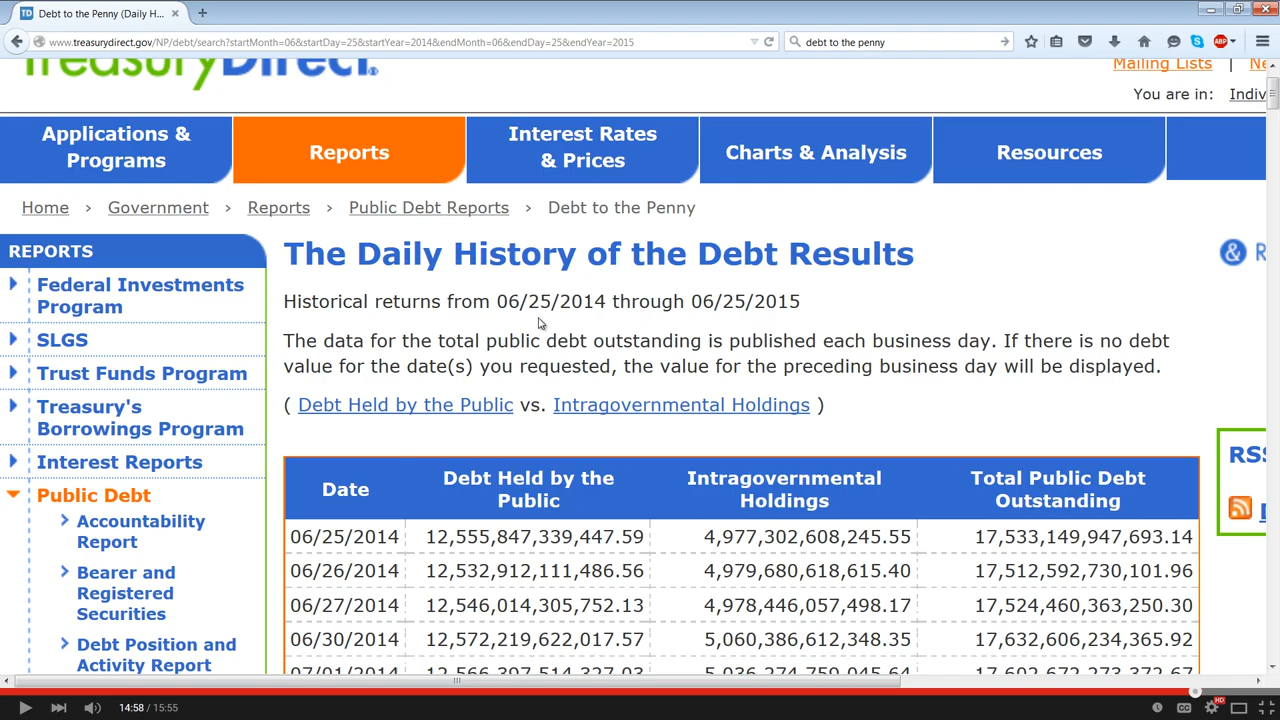 Debt to the Penny (Daily H...
www.treasurydirect.gov/NP/debt/search?startMonth=06&startDay=25&startYear=2014&endMonth=06&endDay=25&endYear=2015
debt to the penny
ABP
TreasuryDirect®
Mailing Lists |
You are in: Indiv
Applications & Programs
Reports
Interest Rates & Prices
Charts & Analysis
Resources
Home > Government > Reports > Public Debt Reports > Debt to the Penny
REPORTS
Federal Investments
Program
SLGS
Trust Funds Program
Treasury's
Borrowings Program
Interest Reports
Public Debt
Accountability
Report
Bearer and
Registered
Securities
Debt Position and
Activity Report
The Daily History of the Debt Results
Historical returns from 06/25/2014 through 06/25/2015
The data for the total public debt outstanding is published each business day. If there is no debt
value for the date(s) you requested, the value for the preceding business day will be displayed.
( Debt Held by the Public vs. Intragovernmental Holdings )
Date Debt Held by the Public Intragovernmental Holdings Total Public Debt Outstanding
06/25/2014 12,555,847,339,447.59 4,977,302,608,245.55 17,533,149,947,693.14
06/26/2014 12,532,912,111,486.56 4,979,680,618,615.40 17,512,592,730,101.96
06/27/2014 12,546,014,305,752.13 4,978,446,057,498.17 17,524,460,363,250.30
06/30/2014 12,572,219,622,017.57 5,060,386,612,348.35 17,632,606,234,365.92
07/01/2014
&
RSS
14:58 / 15:55
CC
HD